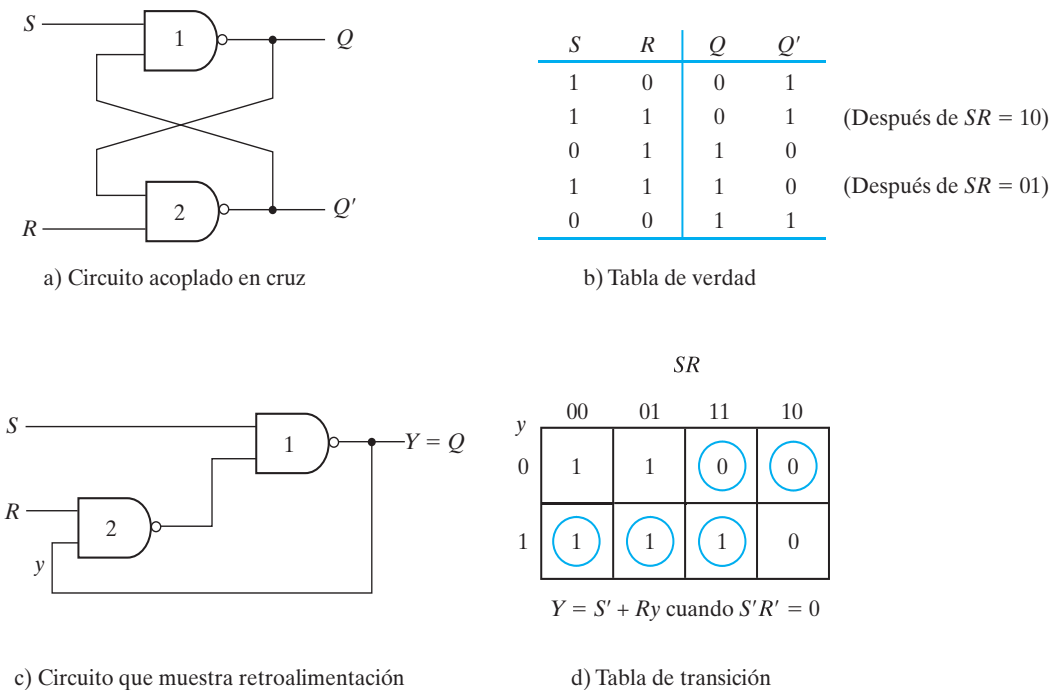 S
1
Q
2
Q′
R
a) Circuito acoplado en cruz
S R Q Q′
1 0 0 1
1 1 0 1 (Después de SR = 10)
0 1 1 0
1 1 1 0 (Después de SR = 01)
0 0 1 1
b) Tabla de verdad
S
1
Y = Q
R
2
y
c) Circuito que muestra retroalimentación
SR
00 01 11 10
y
0 1 1 0 0
1 1 1 1 0
Y = S′ + Ry cuando S′R′ = 0
d) Tabla de transición